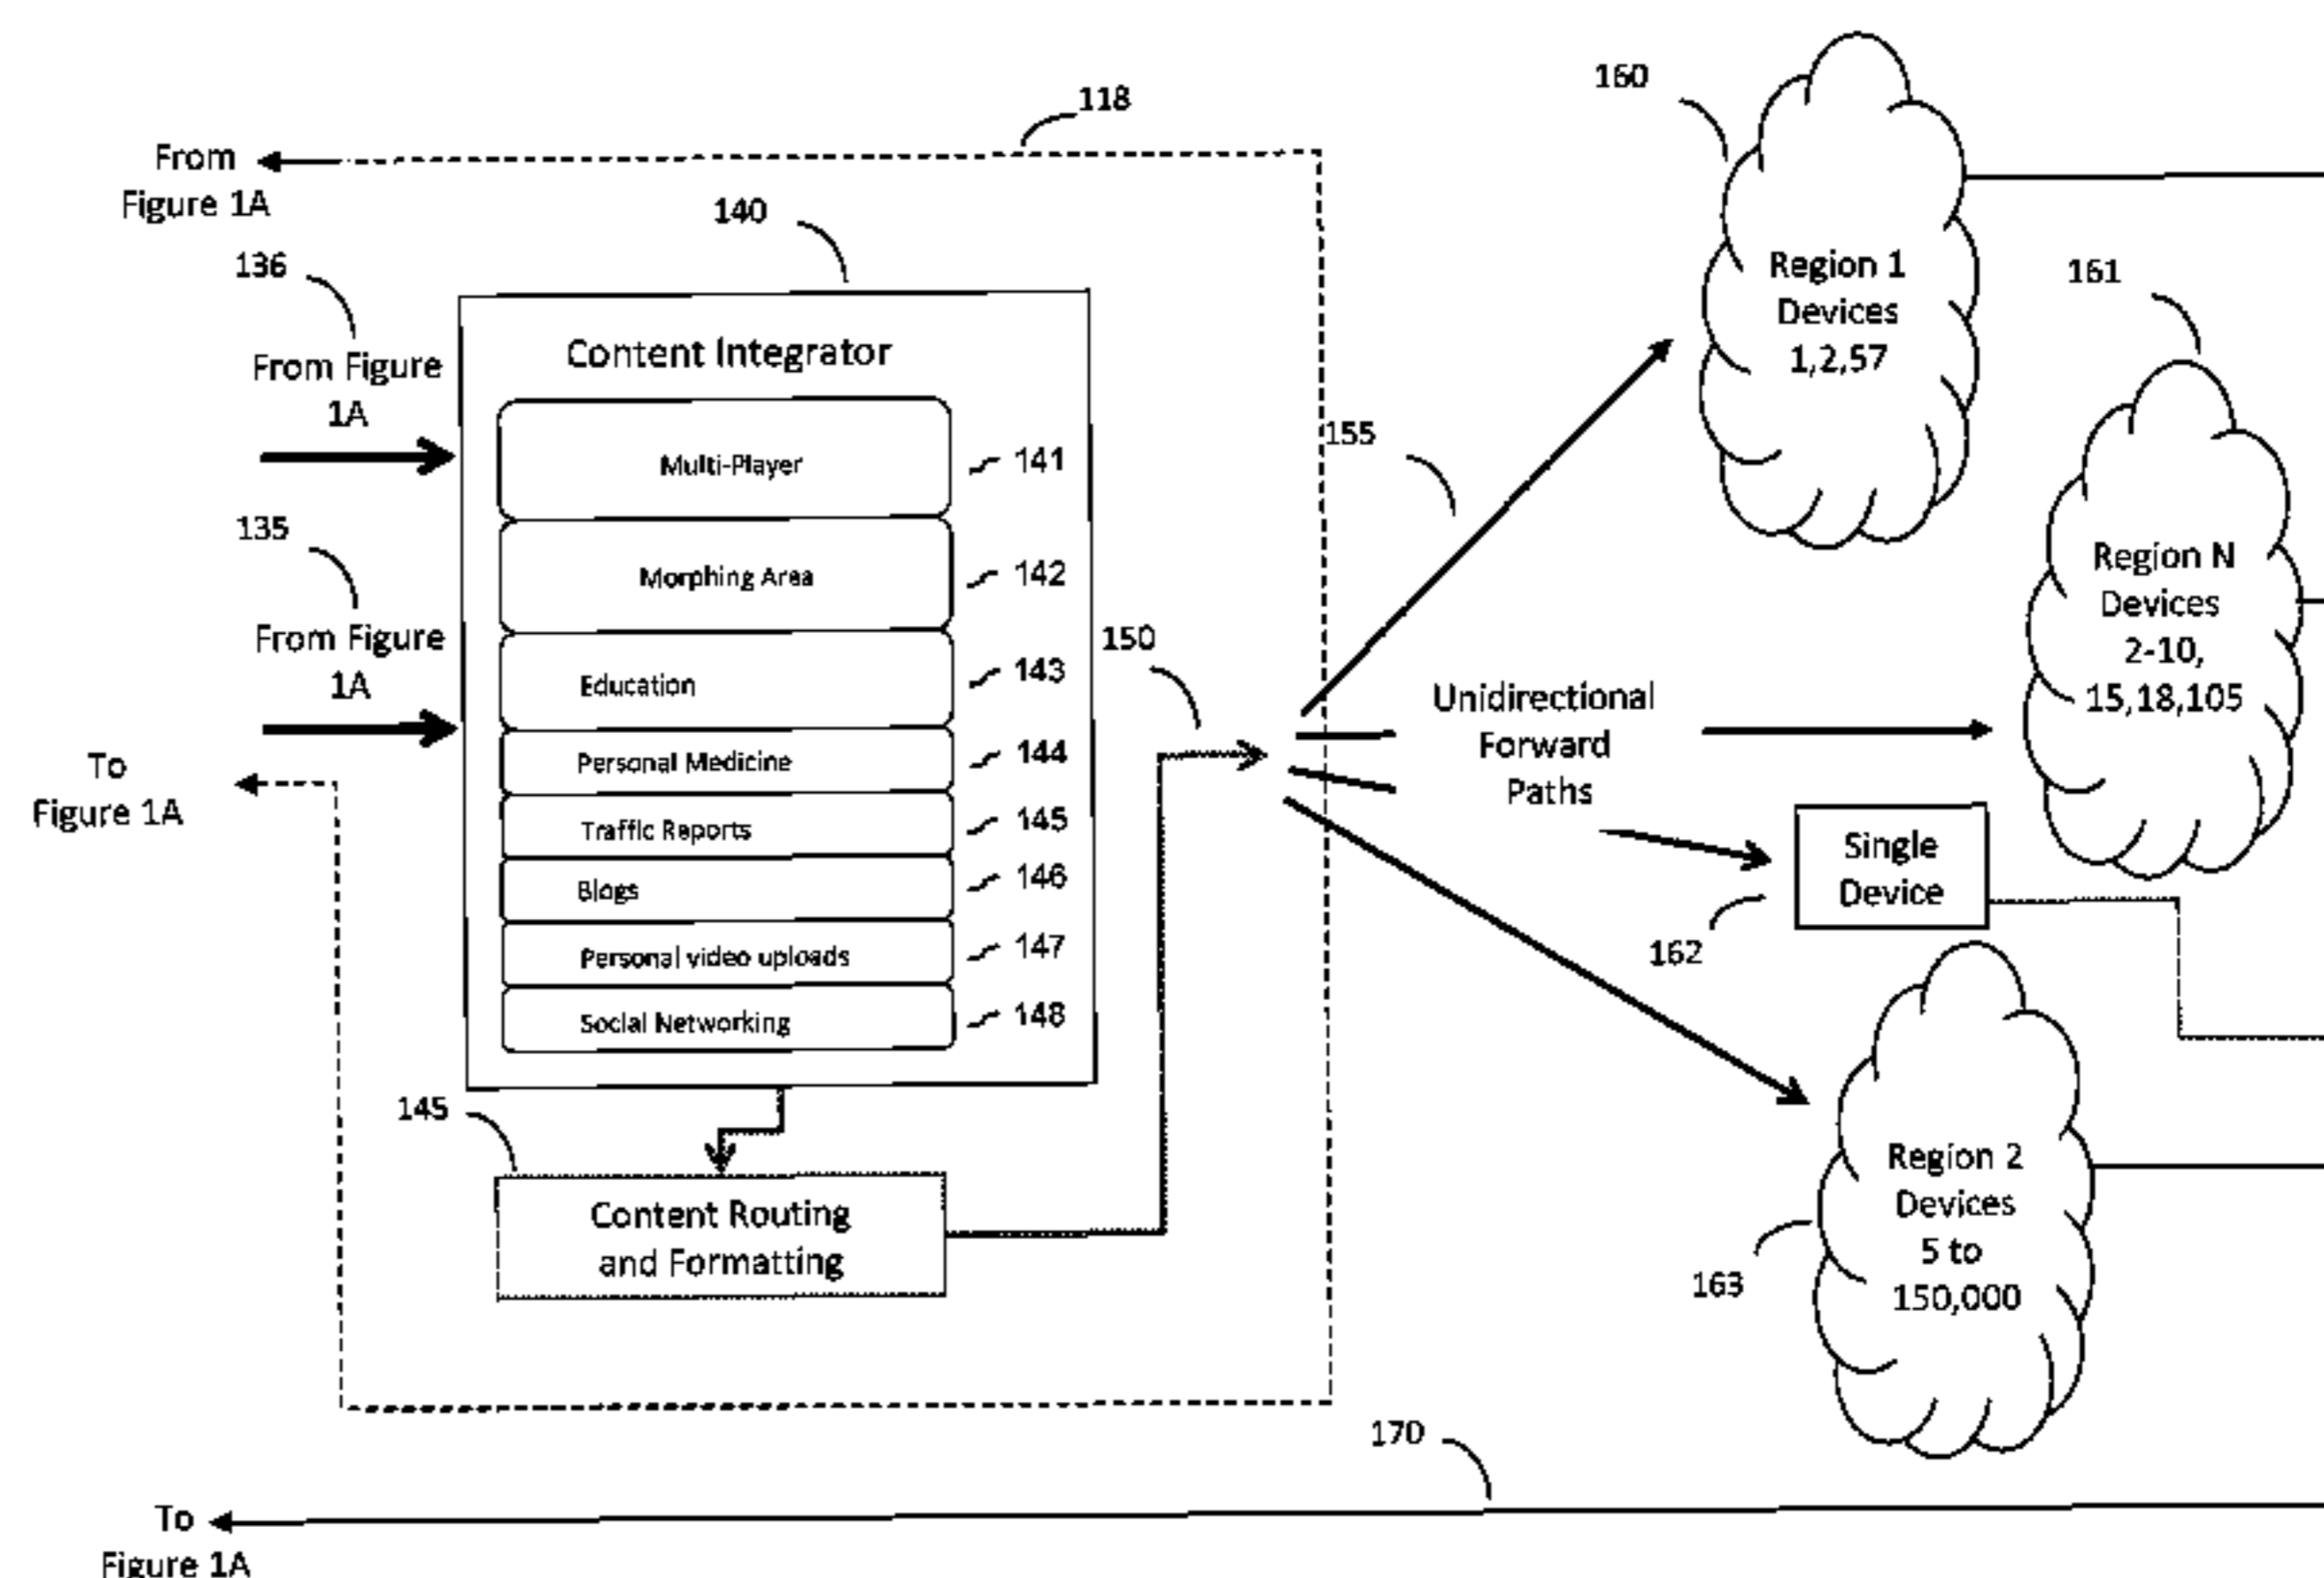 118
From
Figure 1A
140
136
From Figure
1A
135
From Figure
1A
To
Figure 1A
Content Integrator
Multi-Player
141
Morphing Area
142
Education
143
Personal Medicine
144
Traffic Reports
145
Blogs
146
Personal video uploads
147
Social Networking
148
145
Content Routing
and Formatting
150
155
Unidirectional
Forward
Paths
160
Region 1
Devices
1,2,57
161
Region N
Devices
2-10,
15,18,105
Single
Device
162
Region 2
Devices
5 to
150,000
163
170
To
Figure 1A